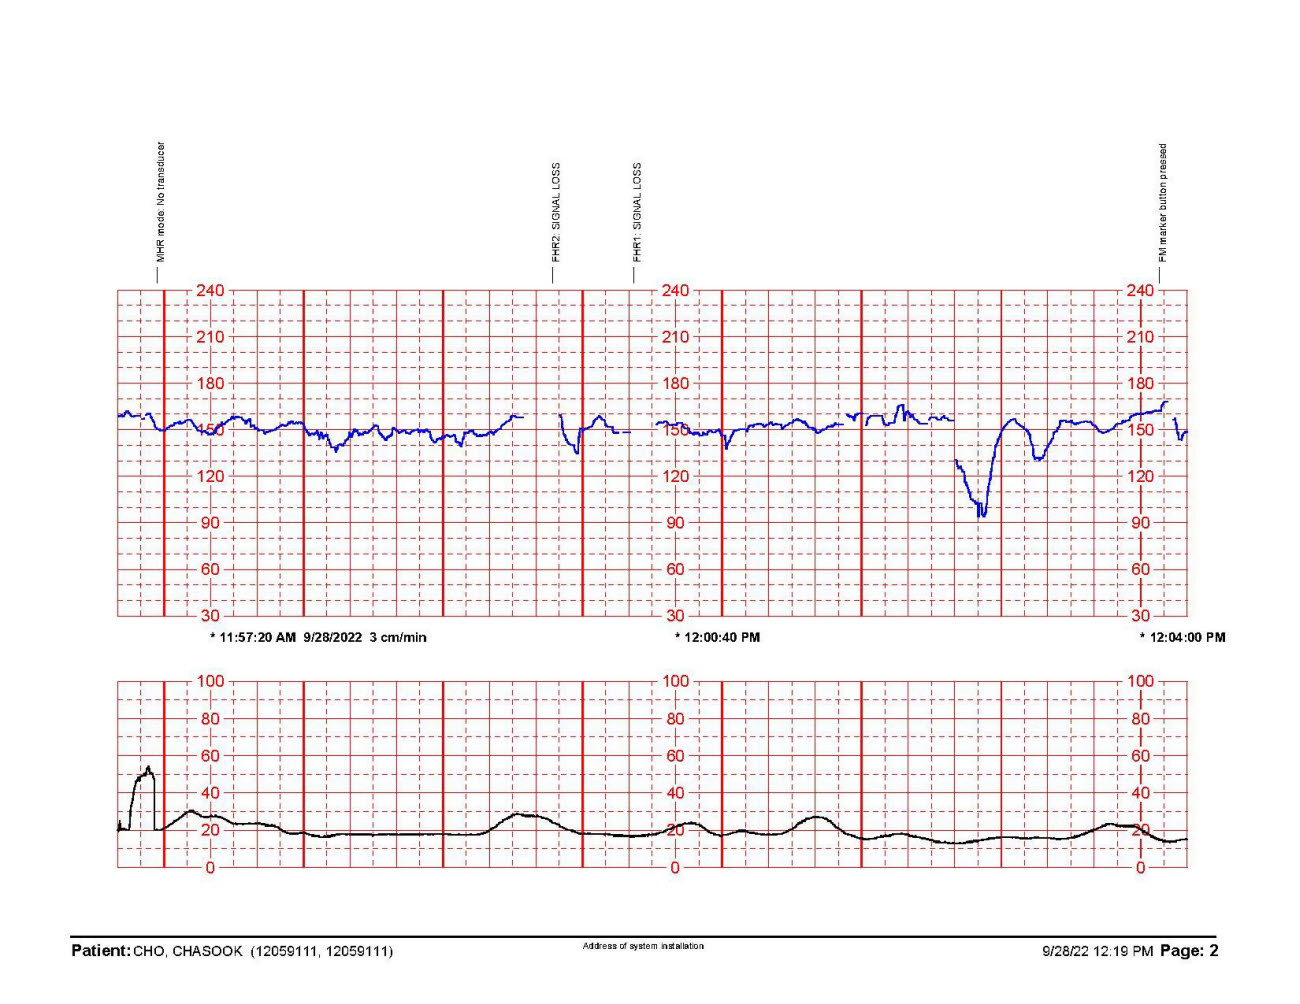 MHR mode: No transducer
FHR2: SIGNAL LOSS
FHR1: SIGNAL LOSS
FM marker button pressed
240 240 240
210 210 210
180 180 180
150 150 150
120 120 120
90 90 90
60 60 60
30 30 30
* 11:57:20 AM 9/28/2022 3 cm/min * 12:00:40 PM * 12:04:00 PM
100 100 100
80 80 80
60 60 60
40 40 40
20 20 20
0 0 0
Patient: CHO, CHASOOK (12059111, 12059111) Address of system installation 9/28/22 12:19 PM Page: 2